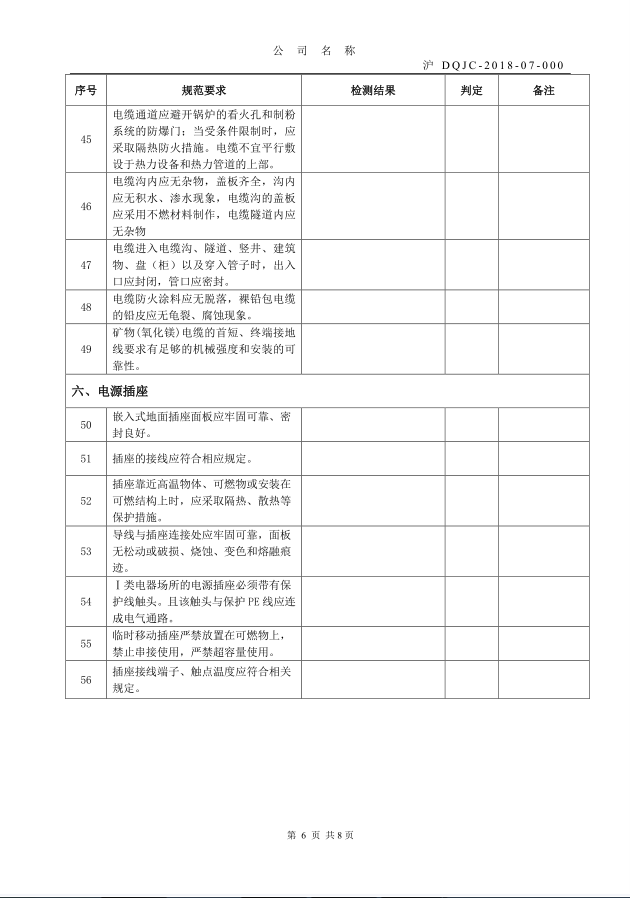 公 司 名 称
沪 DQJC-2018-07-000
序号 规范要求 检测结果 判定 备注
45
电缆通道应避开锅炉的看火孔和制粉
系统的防爆门；当受条件限制时，应
采取隔热防火措施。电缆不宜平行敷
设于热力设备和热力管道的上部。
46
电缆沟内应无杂物，盖板齐全，沟内
应无积水、渗水现象，电缆沟的盖板
应采用不燃材料制作，电缆隧道内应
无杂物
47
电缆进入电缆沟、隧道、竖井、建筑
物、盘（柜）以及穿入管子时，出入
口应封闭，管口应密封。
48
电缆防火涂料应无脱落，裸铅包电缆
的铅皮应无龟裂、腐蚀现象。
49
矿物(氧化镁)电缆的首短、终端接地
线要求有足够的机械强度和安装的可
靠性。
六、电源插座
50
嵌入式地面插座面板应牢固可靠、密
封良好。
51
插座的接线应符合相应规定。
52
插座靠近高温物体、可燃物或安装在
可燃结构上时，应采取隔热、散热等
保护措施。
53
导线与插座连接处应牢固可靠，面板
无松动或破损、烧蚀、变色和熔融痕
迹。
54
Ⅰ类电器场所的电源插座必须带有保
护线触头。且该触头与保护 PE 线应连
成电气通路。
55
临时移动插座严禁放置在可燃物上，
禁止串接使用，严禁超容量使用。
56
插座接线端子、触点温度应符合相关
规定。
第 6 页 共8页